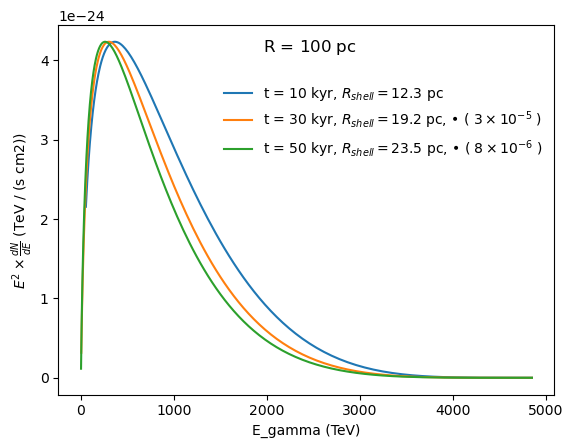 1e−24
R = 100 pc
t = 10 kyr, R_shell = 12.3 pc
t = 30 kyr, R_shell = 19.2 pc, • ( 3 × 10^−5 )
t = 50 kyr, R_shell = 23.5 pc, • ( 8 × 10^−6 )
E^2 × dN/dE (TeV / (s cm2))
4
3
2
1
0
0 1000 2000 3000 4000 5000
E_gamma (TeV)